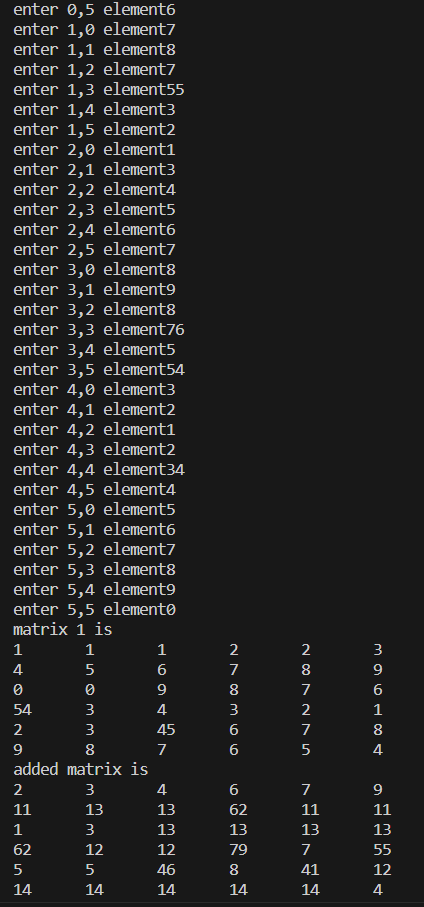 enter 0,5 element6
enter 1,0 element7
enter 1,1 element8
enter 1,2 element7
enter 1,3 element55
enter 1,4 element3
enter 1,5 element2
enter 2,0 element1
enter 2,1 element3
enter 2,2 element4
enter 2,3 element5
enter 2,4 element6
enter 2,5 element7
enter 3,0 element8
enter 3,1 element9
enter 3,2 element8
enter 3,3 element76
enter 3,4 element5
enter 3,5 element54
enter 4,0 element3
enter 4,1 element2
enter 4,2 element1
enter 4,3 element2
enter 4,4 element34
enter 4,5 element4
enter 5,0 element5
enter 5,1 element6
enter 5,2 element7
enter 5,3 element8
enter 5,4 element9
enter 5,5 element0
matrix 1 is
1 1 1 2 2 3
4 5 6 7 8 9
0 0 9 8 7 6
54 3 4 3 2 1
2 3 45 6 7 8
9 8 7 6 5 4
added matrix is
2 3 4 6 7 9
11 13 13 62 11 11
1 3 13 13 13 13
62 12 12 79 7 55
5 5 46 8 41 12
14 14 14 14 14 4